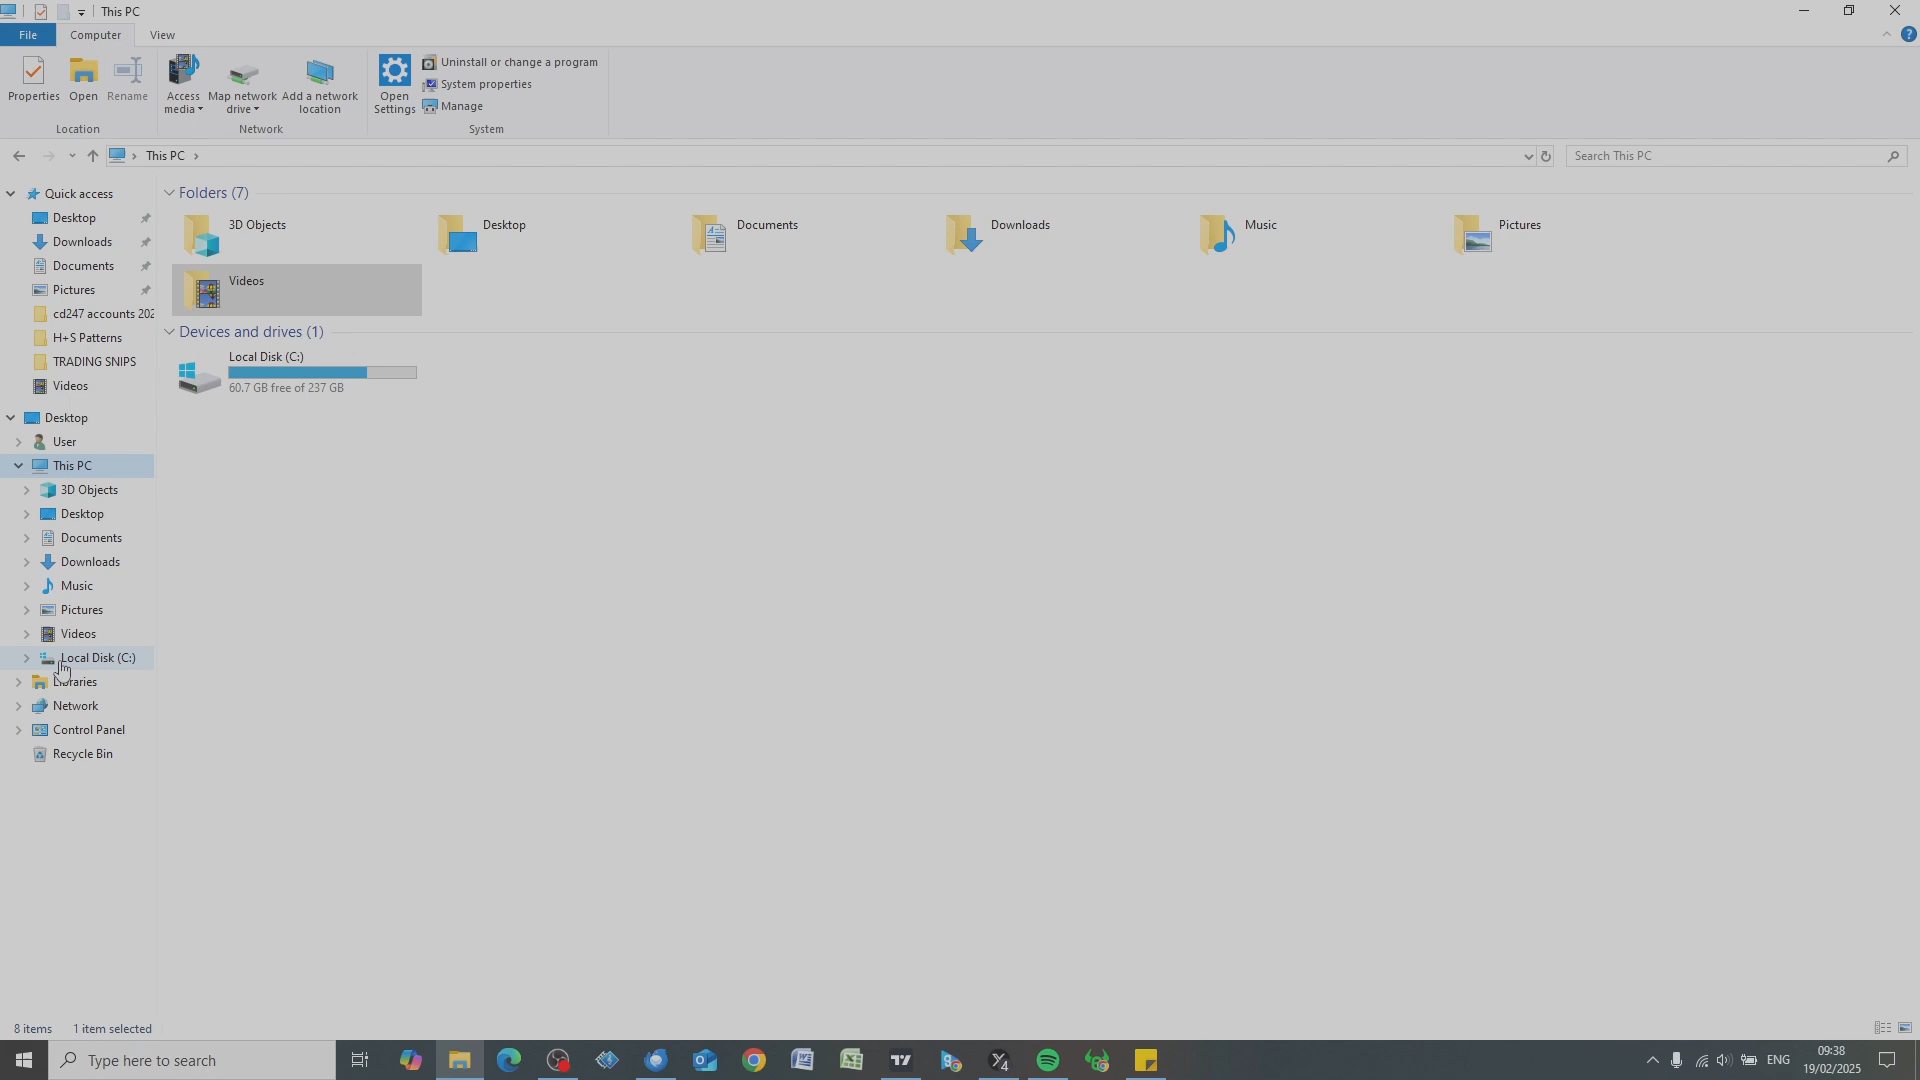 This PC
File
Computer
View
Properties
Open
Rename
Access media
Map network drive
Add a network location
Open Settings
Uninstall or change a program
System properties
Manage
Location
Network
System
This PC
Search This PC
Quick access
Desktop
Downloads
Documents
Pictures
cd247 accounts 202
H+S Patterns
TRADING SNIPS
Videos
Desktop
User
This PC
3D Objects
Desktop
Documents
Downloads
Music
Pictures
Videos
Local Disk (C:)
Libraries
Network
Control Panel
Recycle Bin
Folders (7)
3D Objects
Desktop
Documents
Downloads
Music
Pictures
Videos
Devices and drives (1)
Local Disk (C:)
60.7 GB free of 237 GB
8 items
1 item selected
Type here to search
ENG
09:38
19/02/2025